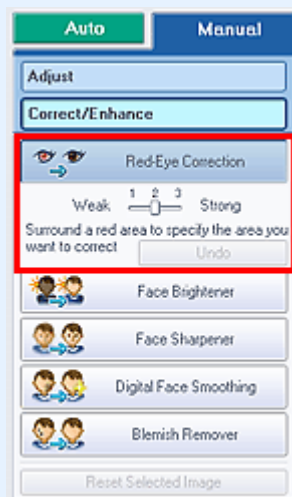 Auto Manual
Adjust
Correct/Enhance
Red-Eye Correction
1 2 3
Weak Strong
Surround a red area to specify the area you
want to correct Undo
Face Brightener
Face Sharpener
Digital Face Smoothing
Blemish Remover
Reset Selected Image